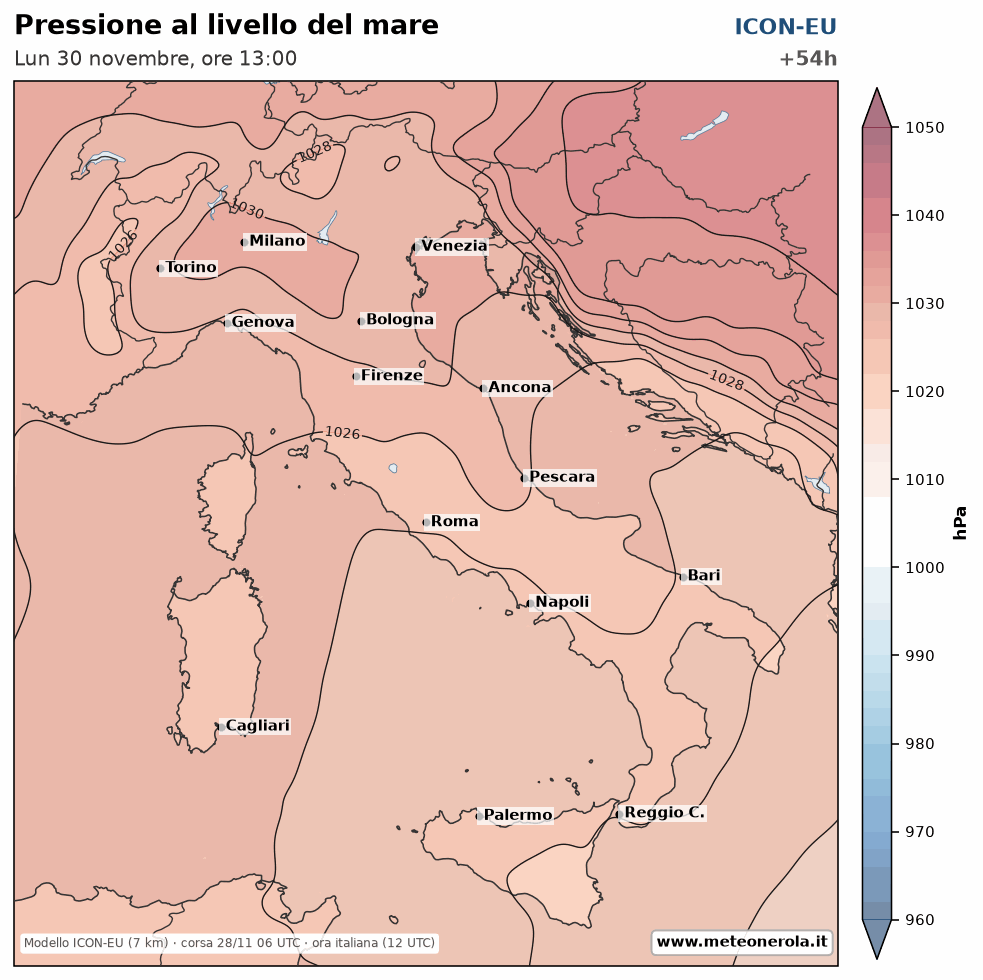 Pressione al livello del mare
ICON-EU
Lun 30 novembre, ore 13:00
+54h
1028
1030
1026
Milano
Venezia
Torino
Genova
Bologna
Firenze
Ancona
1028
1026
Pescara
Roma
Bari
Napoli
Cagliari
Palermo
Reggio C.
Modello ICON-EU (7 km) · corsa 28/11 06 UTC · ora italiana (12 UTC)
www.meteonerola.it
1050
1040
1030
1020
1010
1000
990
980
970
960
hPa